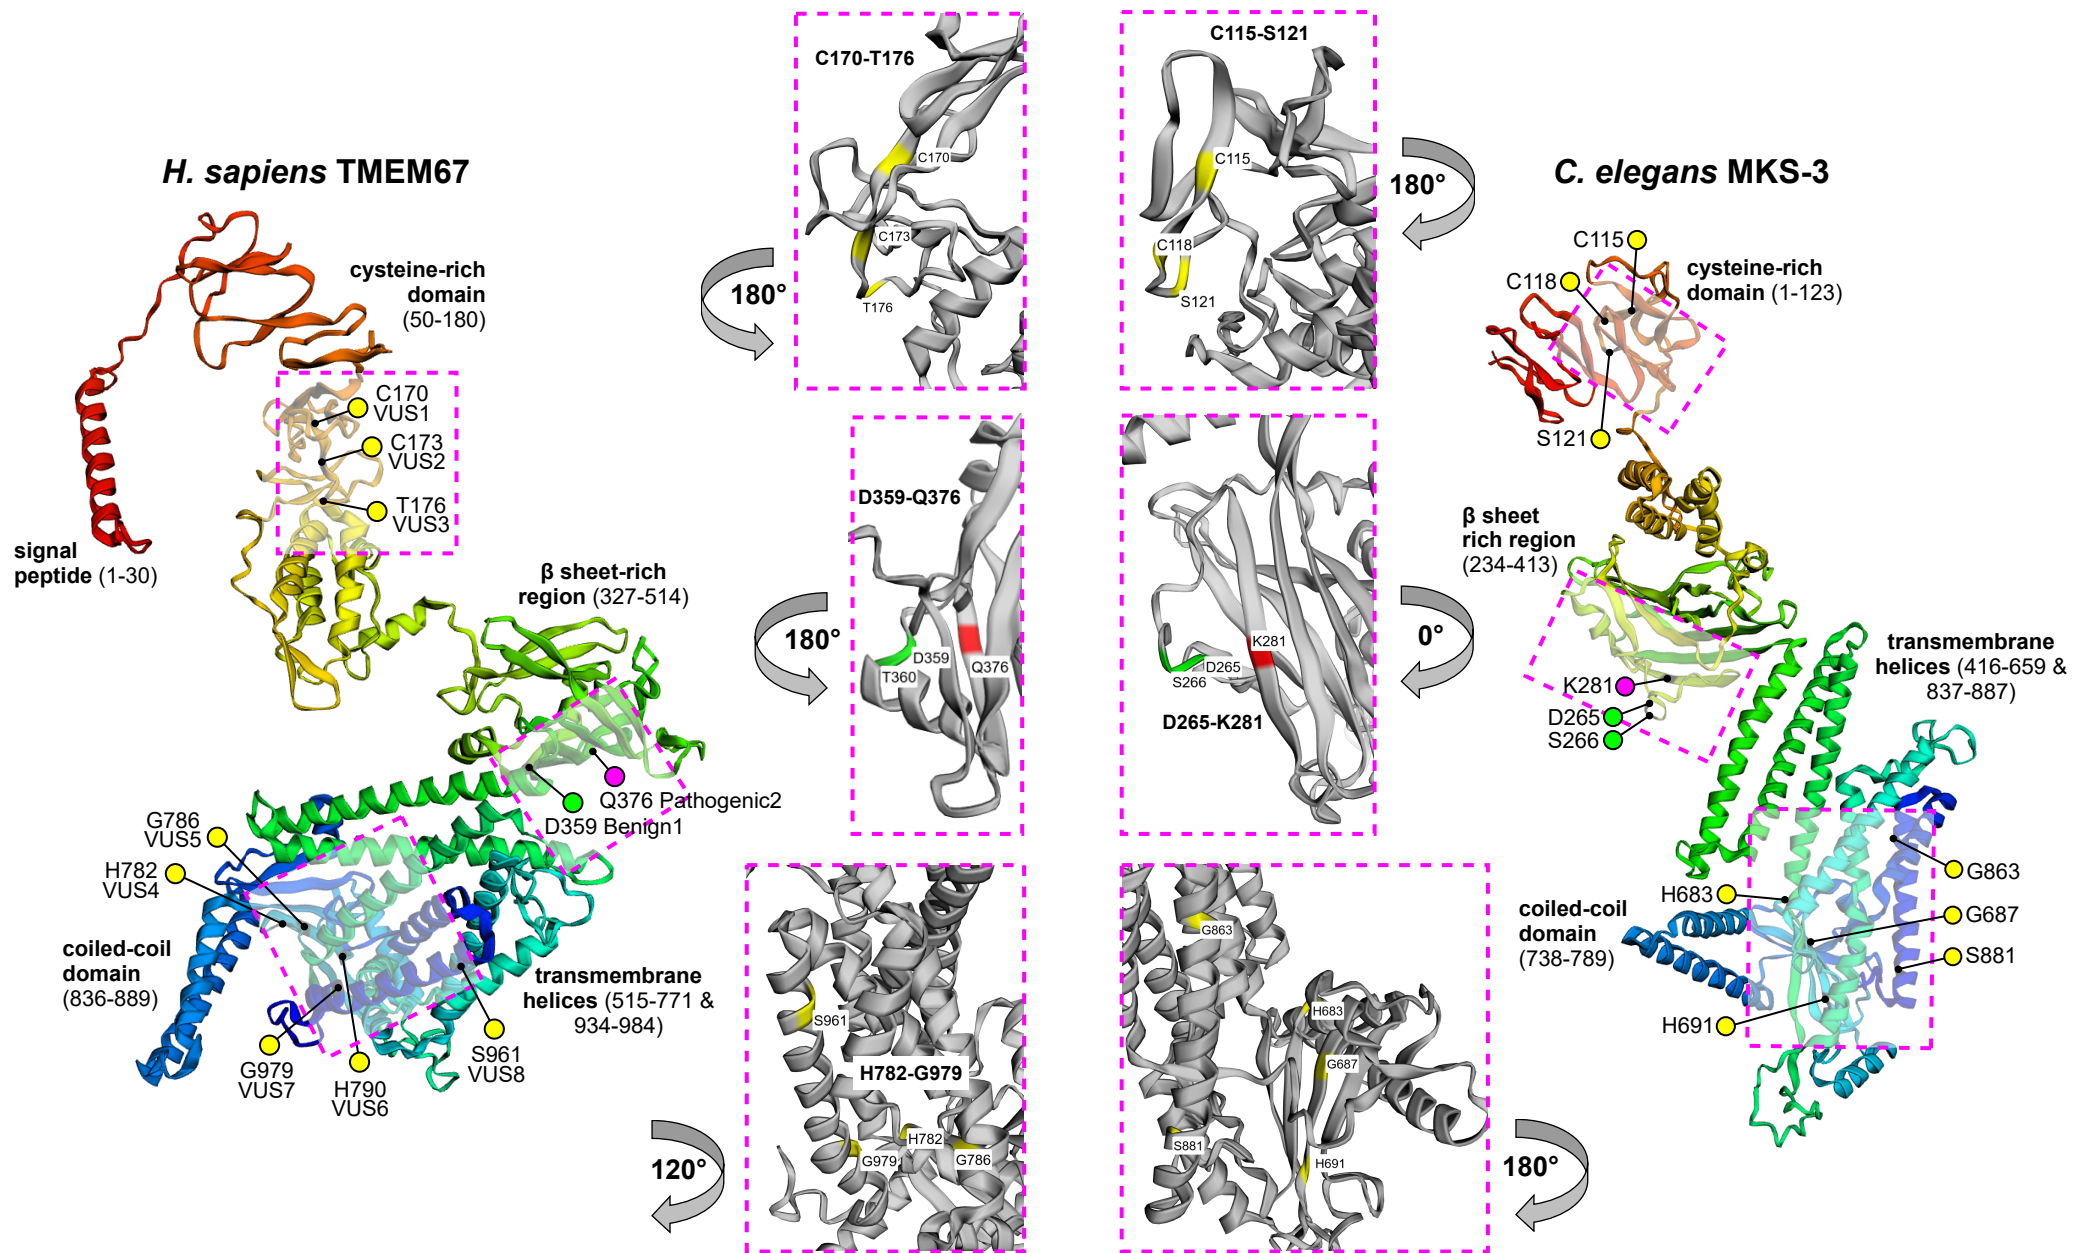 H. sapiens TMEM67
cysteine-rich
domain
(50-180)
C170
VUS1
C173
VUS2
T176
VUS3
signal
peptide (1-30)
β sheet-rich
region (327-514)
Q376 Pathogenic2
D359 Benign1
G786
VUS5
H782
VUS4
coiled-coil
domain
(836-889)
G979
VUS7
H790
VUS6
S961
VUS8
transmembrane
helices (515-771 &
934-984)
180°
C170-T176
C170
C173
T176
180°
D359-Q376
D359
T360
Q376
120°
S961
H782-G979
H782
G979
G786
C115-S121
C115
C118
S121
180°
K281
D265
S266
D265-K281
0°
G863
H683
G687
S881
H691
180°
C. elegans MKS-3
C115
C118
cysteine-rich
domain (1-123)
S121
β sheet
rich region
(234-413)
K281
D265
S266
transmembrane
helices (416-659 &
837-887)
H683
G863
G687
S881
coiled-coil
domain
(738-789)
H691